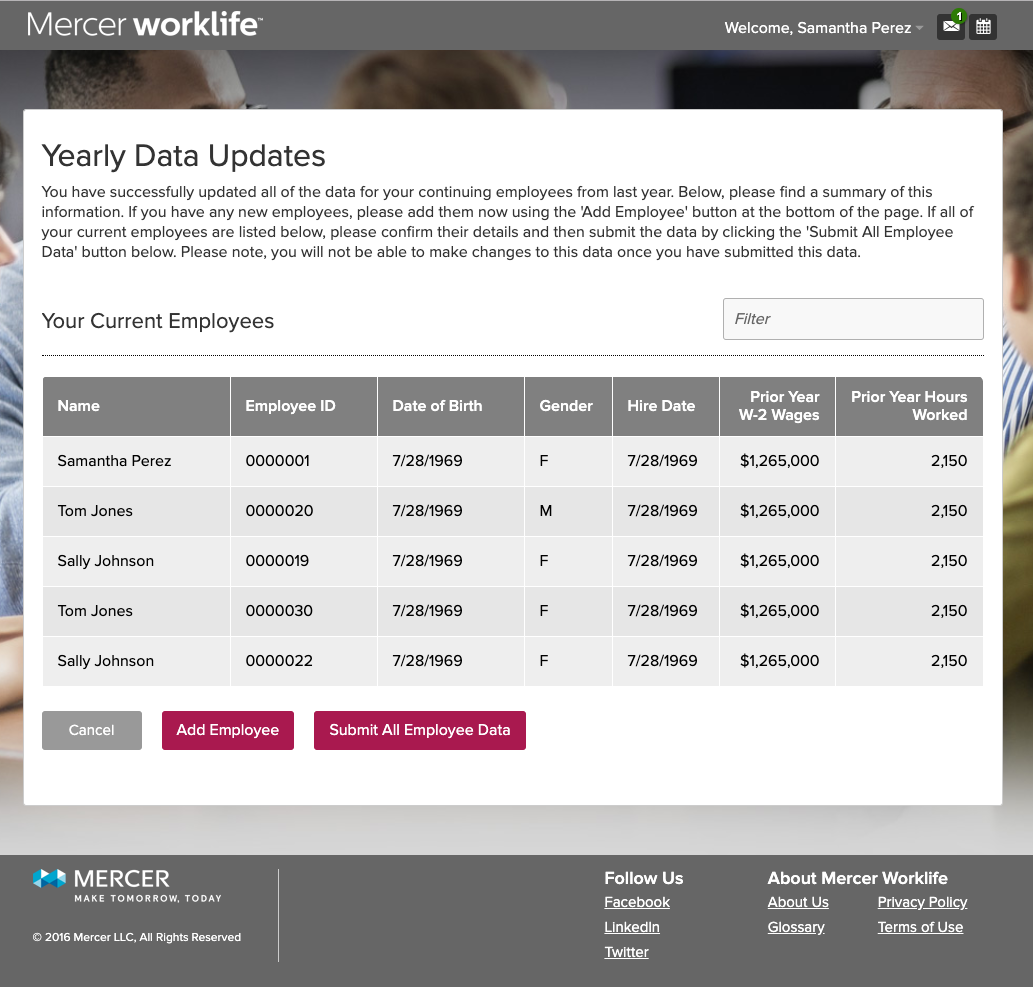 Mercer worklife™
Welcome, Samantha Perez
1
Yearly Data Updates
You have successfully updated all of the data for your continuing employees from last year. Below, please find a summary of this
information. If you have any new employees, please add them now using the 'Add Employee' button at the bottom of the page. If all of
your current employees are listed below, please confirm their details and then submit the data by clicking the 'Submit All Employee
Data' button below. Please note, you will not be able to make changes to this data once you have submitted this data.
Your Current Employees
Filter
Name Employee ID Date of Birth Gender Hire Date Prior Year W-2 Wages Prior Year Hours Worked
Samantha Perez 0000001 7/28/1969 F 7/28/1969 $1,265,000 2,150
Tom Jones 0000020 7/28/1969 M 7/28/1969 $1,265,000 2,150
Sally Johnson 0000019 7/28/1969 F 7/28/1969 $1,265,000 2,150
Tom Jones 0000030 7/28/1969 F 7/28/1969 $1,265,000 2,150
Sally Johnson 0000022 7/28/1969 F 7/28/1969 $1,265,000 2,150
Cancel Add Employee Submit All Employee Data
MERCER
MAKE TOMORROW, TODAY
© 2016 Mercer LLC, All Rights Reserved
Follow Us
Facebook
LinkedIn
Twitter
About Mercer Worklife
About Us Privacy Policy
Glossary Terms of Use